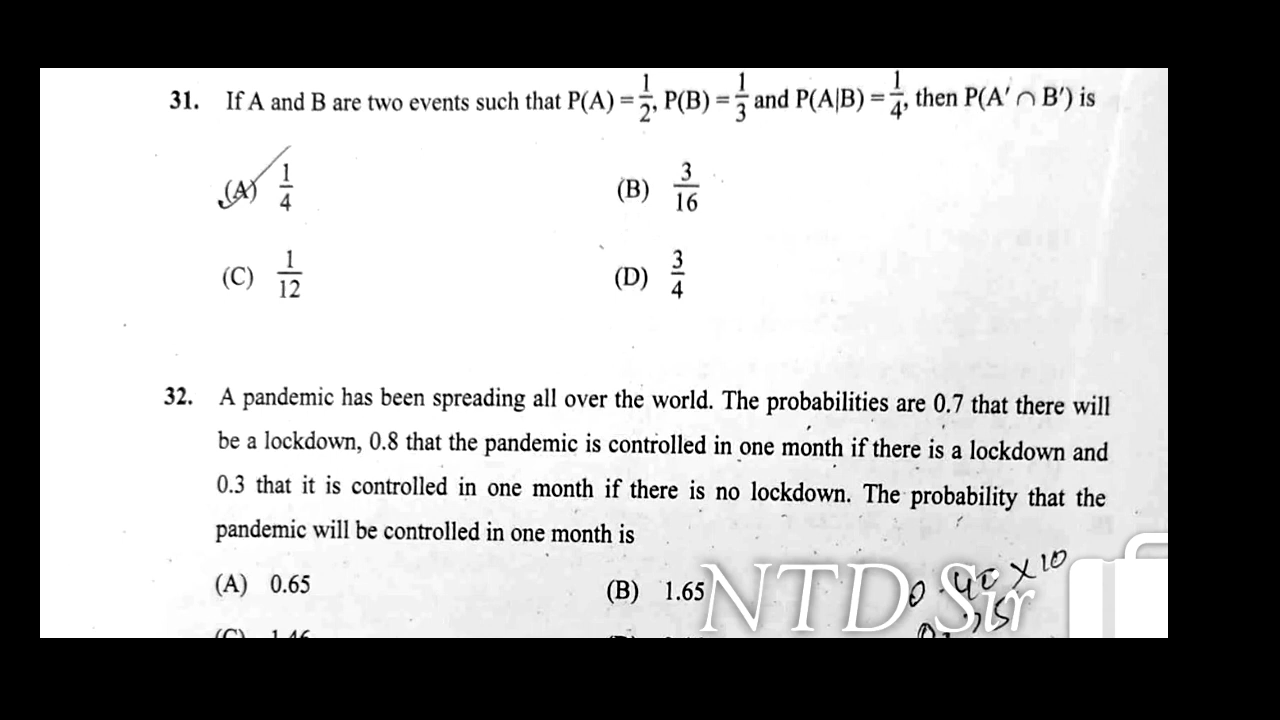 31. If A and B are two events such that P(A) = 1/2, P(B) = 1/3 and P(A|B) = 1/4, then P(A′ ∩ B′) is
(A) 1/4 (B) 3/16
(C) 1/12 (D) 3/4
32. A pandemic has been spreading all over the world. The probabilities are 0.7 that there will
be a lockdown, 0.8 that the pandemic is controlled in one month if there is a lockdown and
0.3 that it is controlled in one month if there is no lockdown. The probability that the
pandemic will be controlled in one month is
(A) 0.65 (B) 1.65
NTD Sir
(C) 1.46